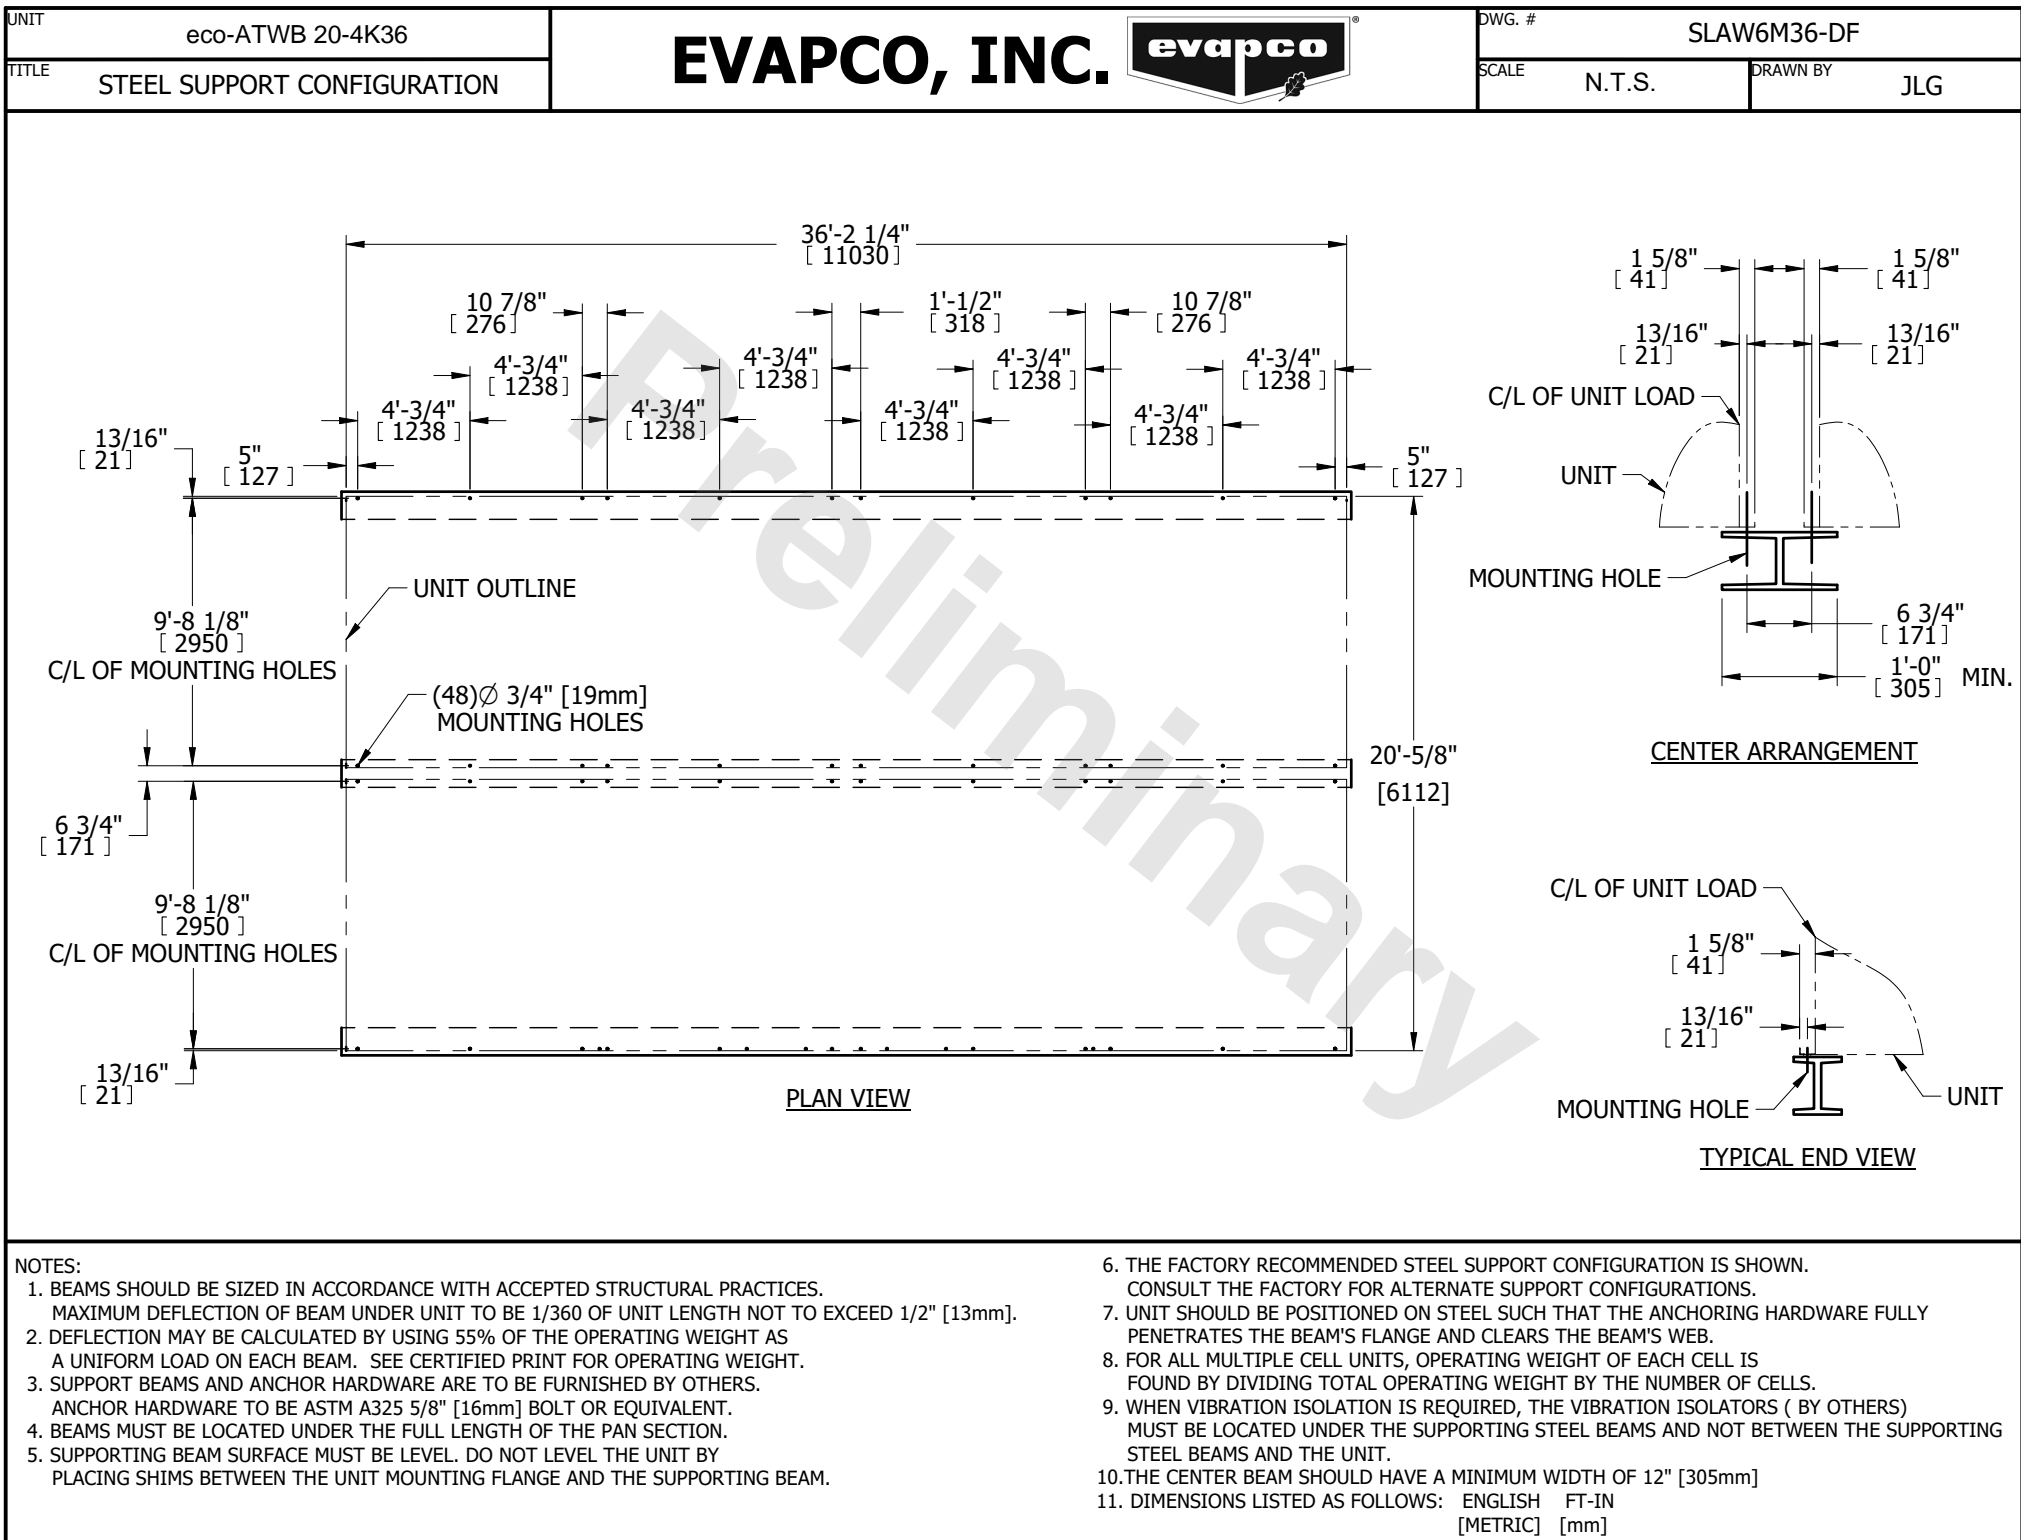 UNIT
eco-ATWB 20-4K36
TITLE
STEEL SUPPORT CONFIGURATION
EVAPCO, INC.
evapco®
DWG. #
SLAW6M36-DF
SCALE
N.T.S.
DRAWN BY
JLG
36'-2 1/4"
[ 11030 ]
10 7/8"
[ 276 ]
1'-1/2"
[ 318 ]
10 7/8"
[ 276 ]
4'-3/4"
[ 1238 ]
4'-3/4"
[ 1238 ]
4'-3/4"
[ 1238 ]
4'-3/4"
[ 1238 ]
4'-3/4"
[ 1238 ]
4'-3/4"
[ 1238 ]
4'-3/4"
[ 1238 ]
4'-3/4"
[ 1238 ]
13/16"
[ 21 ]
5"
[ 127 ]
5"
[ 127 ]
UNIT OUTLINE
9'-8 1/8"
[ 2950 ]
C/L OF MOUNTING HOLES
(48)Ø 3/4" [19mm]
MOUNTING HOLES
20'-5/8"
[6112]
6 3/4"
[ 171 ]
9'-8 1/8"
[ 2950 ]
C/L OF MOUNTING HOLES
13/16"
[ 21 ]
PLAN VIEW
Preliminary
1 5/8"
[ 41 ]
1 5/8"
[ 41 ]
13/16"
[ 21 ]
13/16"
[ 21 ]
C/L OF UNIT LOAD
UNIT
MOUNTING HOLE
6 3/4"
[ 171 ]
1'-0"
[ 305 ] MIN.
CENTER ARRANGEMENT
C/L OF UNIT LOAD
1 5/8"
[ 41 ]
13/16"
[ 21 ]
MOUNTING HOLE
UNIT
TYPICAL END VIEW
NOTES:
1. BEAMS SHOULD BE SIZED IN ACCORDANCE WITH ACCEPTED STRUCTURAL PRACTICES.
MAXIMUM DEFLECTION OF BEAM UNDER UNIT TO BE 1/360 OF UNIT LENGTH NOT TO EXCEED 1/2" [13mm].
2. DEFLECTION MAY BE CALCULATED BY USING 55% OF THE OPERATING WEIGHT AS
A UNIFORM LOAD ON EACH BEAM. SEE CERTIFIED PRINT FOR OPERATING WEIGHT.
3. SUPPORT BEAMS AND ANCHOR HARDWARE ARE TO BE FURNISHED BY OTHERS.
ANCHOR HARDWARE TO BE ASTM A325 5/8" [16mm] BOLT OR EQUIVALENT.
4. BEAMS MUST BE LOCATED UNDER THE FULL LENGTH OF THE PAN SECTION.
5. SUPPORTING BEAM SURFACE MUST BE LEVEL. DO NOT LEVEL THE UNIT BY
PLACING SHIMS BETWEEN THE UNIT MOUNTING FLANGE AND THE SUPPORTING BEAM.
6. THE FACTORY RECOMMENDED STEEL SUPPORT CONFIGURATION IS SHOWN.
CONSULT THE FACTORY FOR ALTERNATE SUPPORT CONFIGURATIONS.
7. UNIT SHOULD BE POSITIONED ON STEEL SUCH THAT THE ANCHORING HARDWARE FULLY
PENETRATES THE BEAM'S FLANGE AND CLEARS THE BEAM'S WEB.
8. FOR ALL MULTIPLE CELL UNITS, OPERATING WEIGHT OF EACH CELL IS
FOUND BY DIVIDING TOTAL OPERATING WEIGHT BY THE NUMBER OF CELLS.
9. WHEN VIBRATION ISOLATION IS REQUIRED, THE VIBRATION ISOLATORS ( BY OTHERS)
MUST BE LOCATED UNDER THE SUPPORTING STEEL BEAMS AND NOT BETWEEN THE SUPPORTING
STEEL BEAMS AND THE UNIT.
10.THE CENTER BEAM SHOULD HAVE A MINIMUM WIDTH OF 12" [305mm]
11. DIMENSIONS LISTED AS FOLLOWS: ENGLISH FT-IN
[METRIC] [mm]